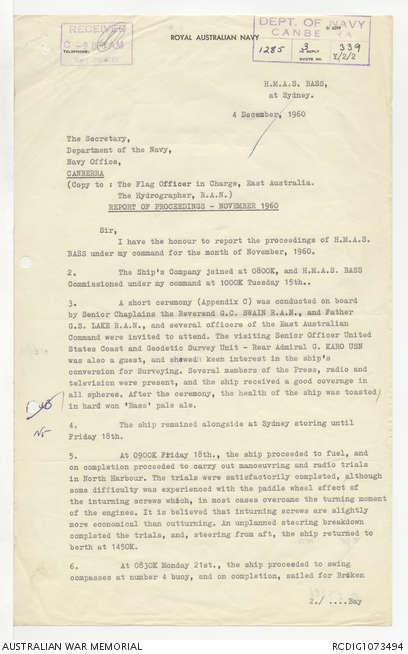 ROYAL AUSTRALIAN NAVY
RECEIVED
TELEPHONE:
DEPT. OF NAVY
CANBERRA
1285 3 339
2/2/2
H.M.A.S. BASS,
at Sydney.
4 December, 1960
The Secretary,
Department of the Navy,
Navy Office,
CANBERRA
(Copy to : The Flag Officer in Charge, East Australia.
The Hydrographer, R.A.N.)
REPORT OF PROCEEDINGS - NOVEMBER 1960
Sir,
I have the honour to report the proceedings of H.M.A.S.
BASS under my command for the month of November, 1960.
2. The Ship's Company joined at 0800K, and H.M.A.S. BASS
Commissioned under my command at 1000K Tuesday 15th..
3. A short ceremony (Appendix C) was conducted on board
by Senior Chaplains the Reverend G.C. SWAIN R.A.N., and Father
G.S. LAKE R.A.N., and several officers of the East Australian
Command were invited to attend. The visiting Senior Officer United
States Coast and Geodetic Survey Unit - Rear Admiral G. KARO USN
was also a guest, and showed keen interest in the ship's
conversion for Surveying. Several members of the Press, radio and
television were present, and the ship received a good coverage in
all spheres. After the ceremony, the health of the ship was toasted
in hard won 'Bass' pale ale.
4. The ship remained alongside at Sydney storing until
Friday 18th.
5. At 0900K Friday 18th., the ship proceeded to fuel, and
on completion proceeded to carry out manoeuvring and radio trials
in North Harbour. The trials were satisfactorily completed, although
some difficulty was experienced with the paddle wheel effect of
the inturning screws which, in most cases overcame the turning moment
of the engines. It is believed that inturning screws are slightly
more economical than outturning. An unplanned steering breakdown
completed the trials, and, steering from aft, the ship returned to
berth at 1450K.
6. At 0830K Monday 21st., the ship proceeded to swing
compasses at number 4 buoy, and on completion, sailed for Broken
2./ ....Bay
AUSTRALIAN WAR MEMORIAL
RCDIG1073494